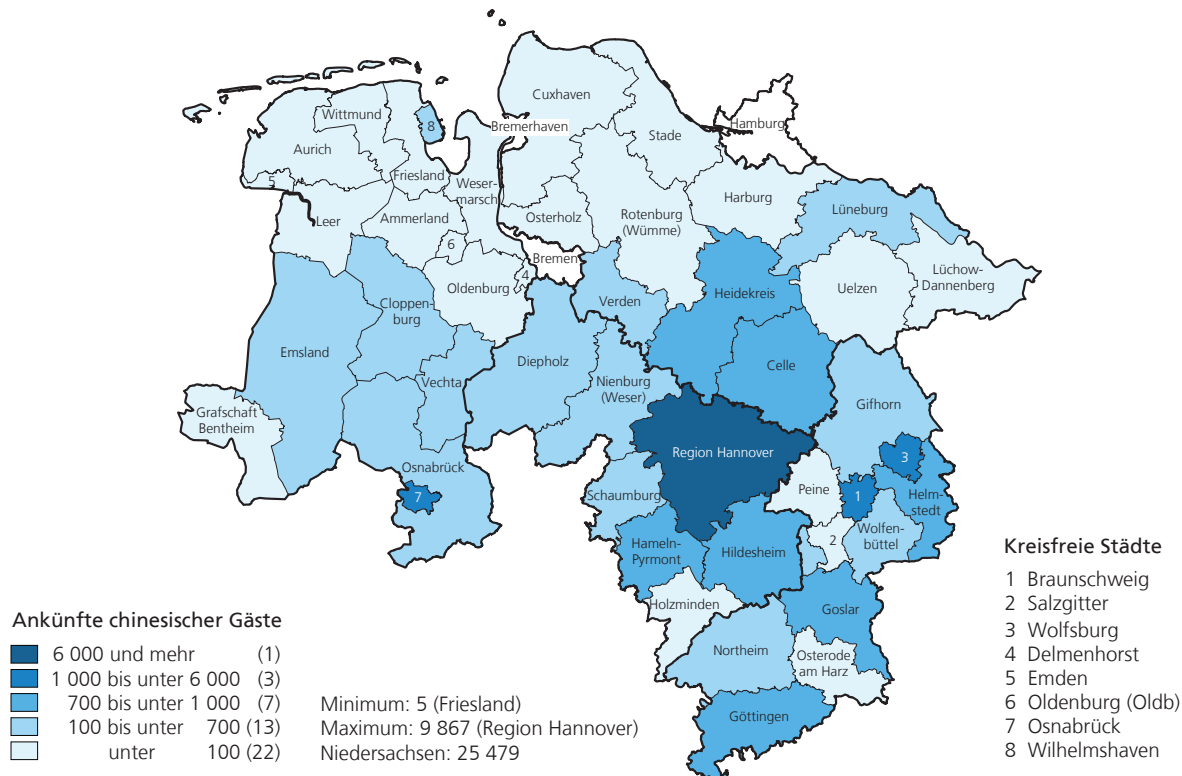 Cuxhaven
Wittmund
8
Bremerhaven
Hamburg
Stade
Aurich
Friesland
5
Weser-
marsch
Harburg
Lüneburg
Leer
Ammerland
Osterholz
Rotenburg
(Wümme)
6
Bremen
4
Oldenburg
Lüchow-
Dannenberg
Uelzen
Heidekreis
Verden
Cloppen-
burg
Emsland
Diepholz
Celle
Vechta
Nienburg
(Weser)
Gifhorn
Grafschaft
Bentheim
Region Hannover
3
Osnabrück
7
Peine
1
Helm-
stedt
Schaumburg
Wolfen-
büttel
2
Hameln-
Pyrmont
Hildesheim
Holzminden
Goslar
Northeim
Osterode
am Harz
Göttingen
Ankünfte chinesischer Gäste
6 000 und mehr (1)
1 000 bis unter 6 000 (3)
700 bis unter 1 000 (7)
100 bis unter 700 (13)
unter 100 (22)
Minimum: 5 (Friesland)
Maximum: 9 867 (Region Hannover)
Niedersachsen: 25 479
Kreisfreie Städte
1 Braunschweig
2 Salzgitter
3 Wolfsburg
4 Delmenhorst
5 Emden
6 Oldenburg (Oldb)
7 Osnabrück
8 Wilhelmshaven